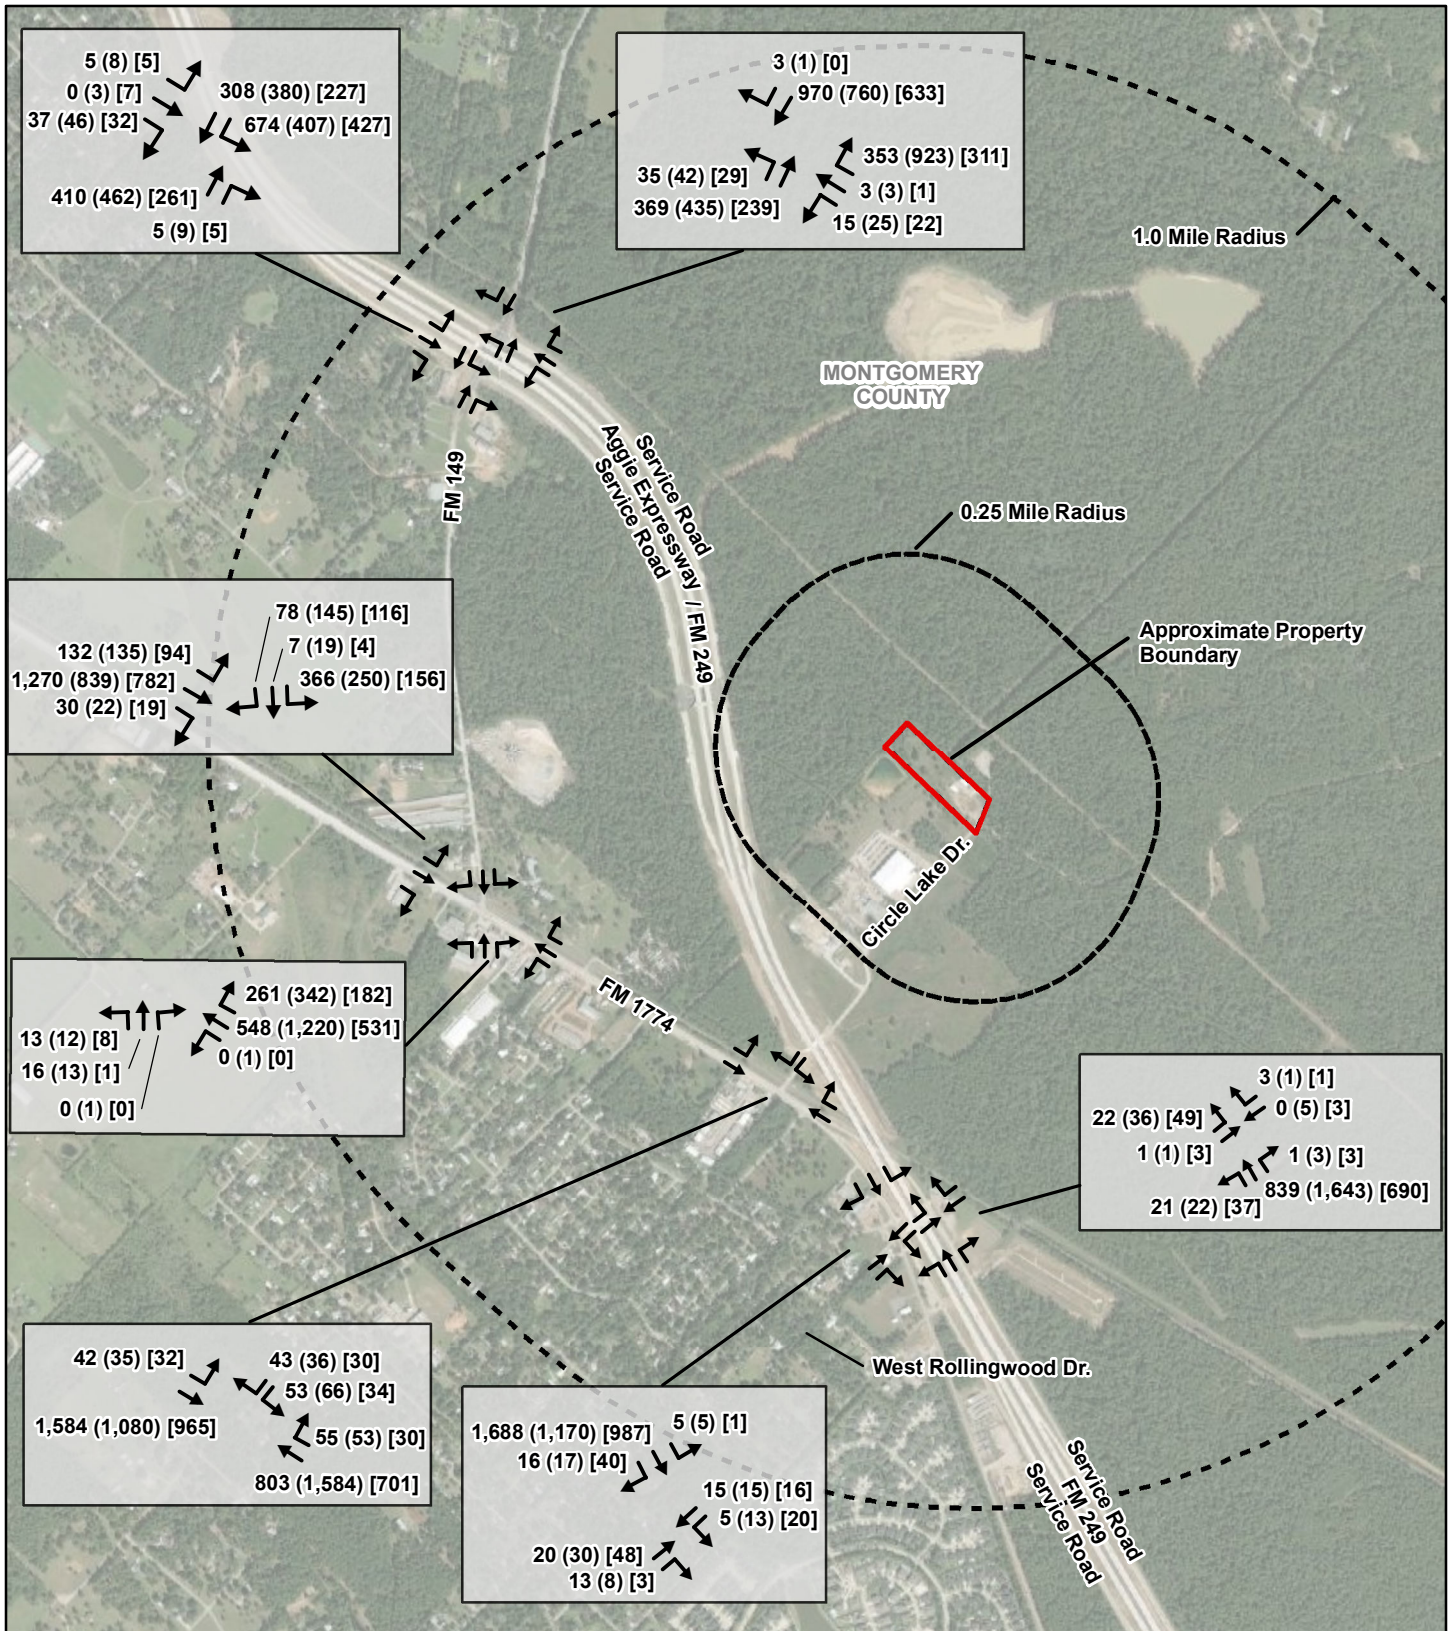 5 (8) [5]
0 (3) [7]
37 (46) [32]
308 (380) [227]
674 (407) [427]
410 (462) [261]
5 (9) [5]
3 (1) [0]
970 (760) [633]
353 (923) [311]
35 (42) [29]
3 (3) [1]
369 (435) [239]
15 (25) [22]
1.0 Mile Radius
MONTGOMERY
COUNTY
Service Road
Aggie Expressway / FM 249
Service Road
FM 149
0.25 Mile Radius
78 (145) [116]
7 (19) [4]
132 (135) [94]
1,270 (839) [782]
366 (250) [156]
30 (22) [19]
Approximate Property
Boundary
Circle Lake Dr.
FM 1774
261 (342) [182]
548 (1,220) [531]
13 (12) [8]
0 (1) [0]
16 (13) [1]
0 (1) [0]
3 (1) [1]
0 (5) [3]
22 (36) [49]
1 (1) [3]
1 (3) [3]
839 (1,643) [690]
21 (22) [37]
42 (35) [32]
43 (36) [30]
53 (66) [34]
1,584 (1,080) [965]
55 (53) [30]
803 (1,584) [701]
West Rollingwood Dr.
5 (5) [1]
1,688 (1,170) [987]
16 (17) [40]
15 (15) [16]
5 (13) [20]
20 (30) [48]
13 (8) [3]
Service Road
FM 249
Service Road